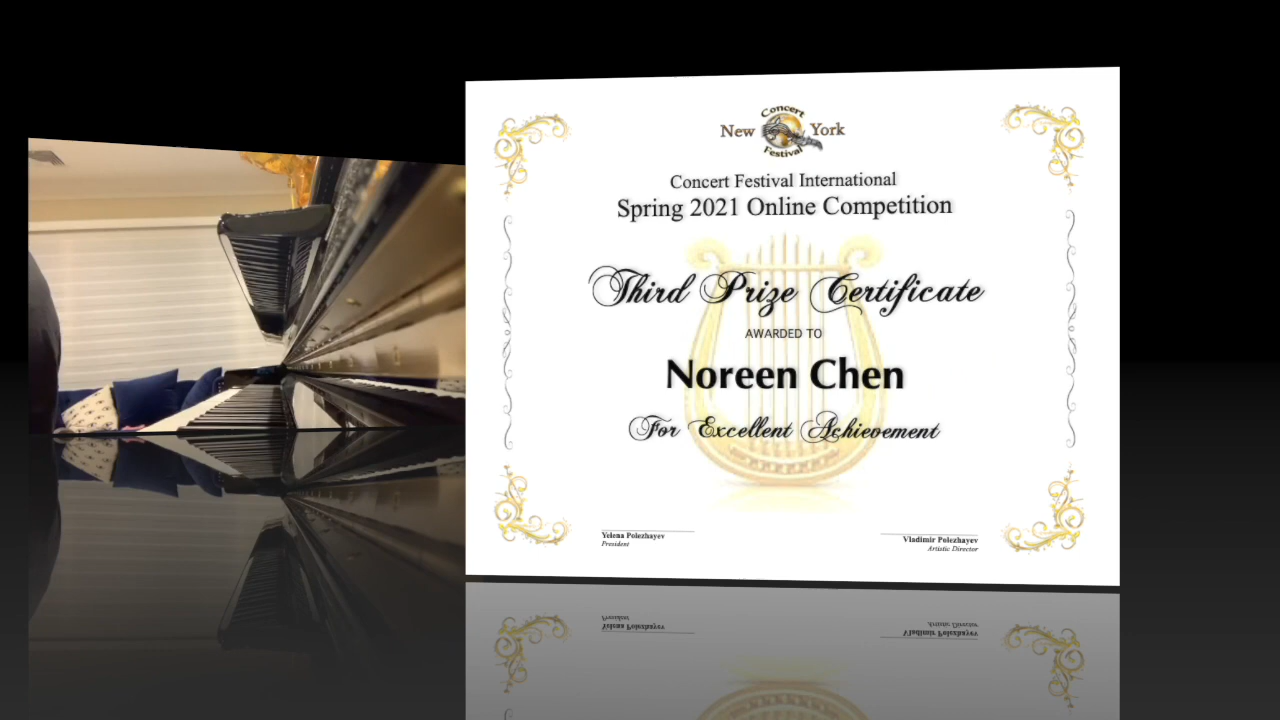 Concert
New York
Festival
Concert Festival International
Spring 2021 Online Competition
Third Prize Certificate
AWARDED TO
Noreen Chen
For Excellent Achievement
Yelena Polezhayev
President
Vladimir Polezhayev
Artistic Director